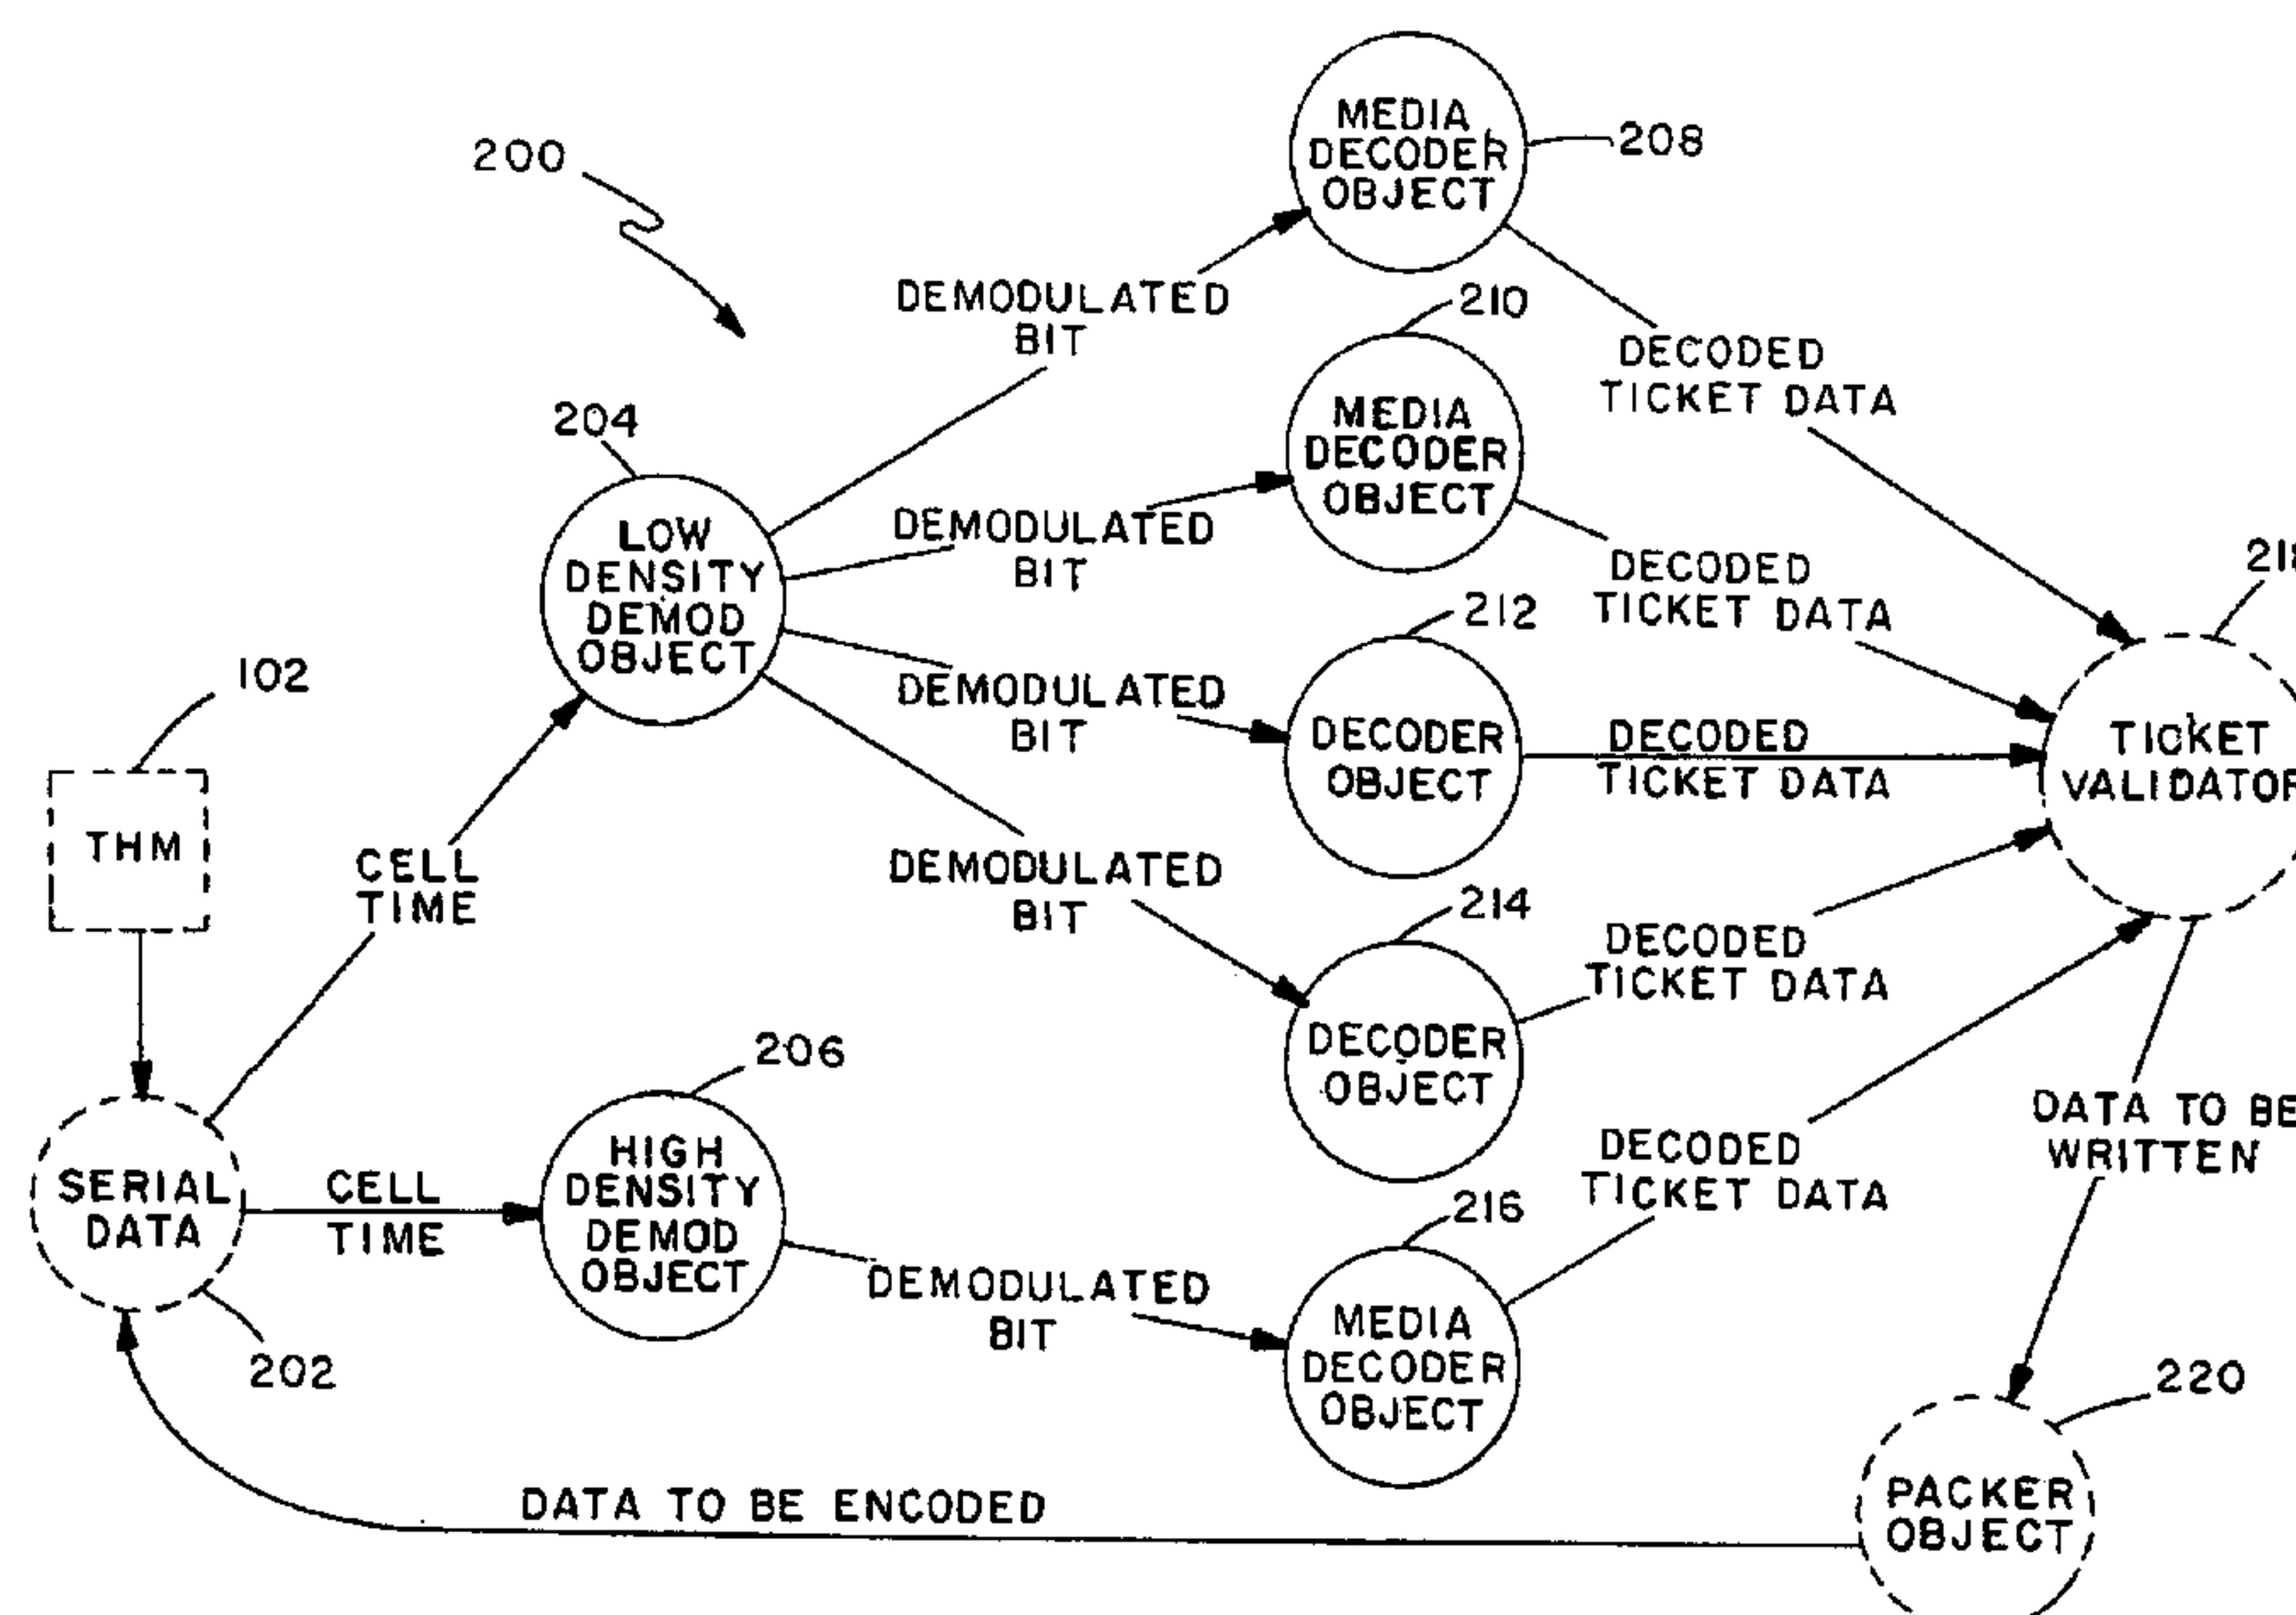 200
MEDIA
DECODER
OBJECT
208
DEMODULATED
BIT
210
DECODED
TICKET DATA
204
MEDIA
DECODER
OBJECT
LOW
DENSITY
DEMOD
OBJECT
DEMODULATED
BIT
DECODED
TICKET DATA
212
102
DEMODULATED
BIT
DECODER
OBJECT
DECODED
TICKET DATA
TICKET
VALIDATOR
THM
CELL
TIME
DEMODULATED
BIT
214
DECODED
TICKET DATA
DECODER
OBJECT
206
DATA TO BE
WRITTEN
HIGH
DENSITY
DEMOD
OBJECT
SERIAL
DATA
CELL
TIME
DECODED
TICKET DATA
216
DEMODULATED
BIT
MEDIA
DECODER
OBJECT
202
220
DATA TO BE ENCODED
PACKER
OBJECT